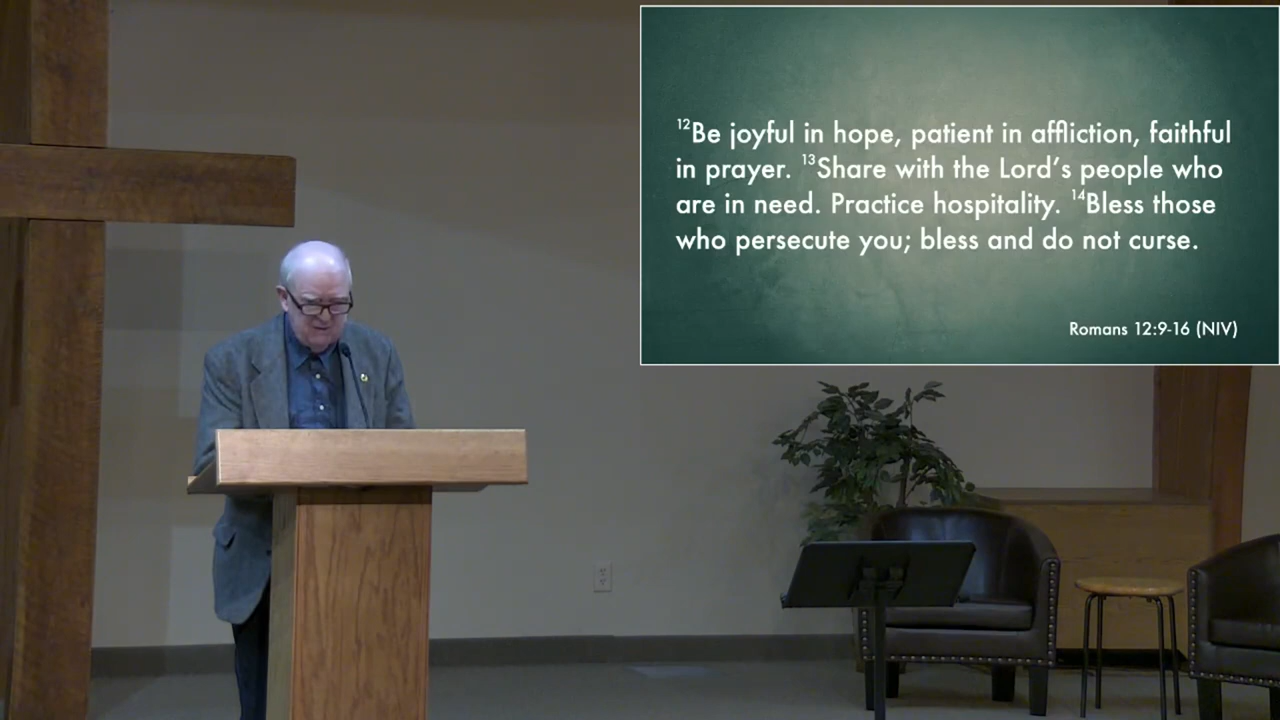 ¹²Be joyful in hope, patient in affliction, faithful
in prayer. ¹³Share with the Lord's people who
are in need. Practice hospitality. ¹⁴Bless those
who persecute you; bless and do not curse.
Romans 12:9-16 (NIV)